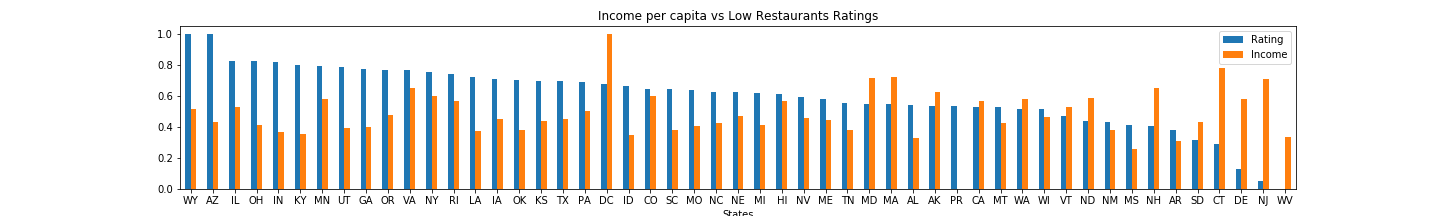 Income per capita vs Low Restaurants Ratings
1.0
0.8
0.6
0.4
0.2
0.0
Rating
Income
WY AZ IL OH IN KY MN UT GA OR VA NY RI LA IA OK KS TX PA DC ID CO SC MO NC NE MI HI NV ME TN MD MA AL AK PR CA MT WA WI VT ND NM MS NH AR SD CT DE NJ WV
States